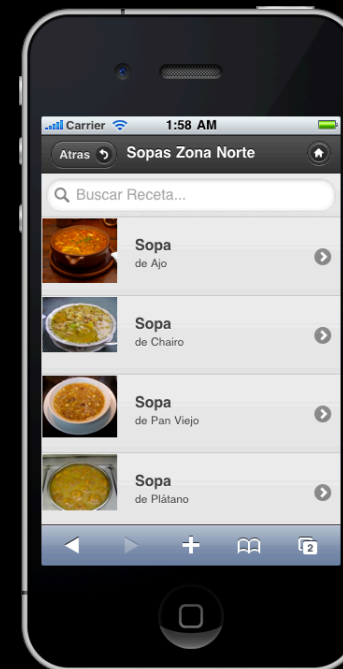 Carrier 1:58 AM
Atras Sopas Zona Norte
Buscar Receta...
Sopa
de Ajo
Sopa
de Chairo
Sopa
de Pan Viejo
Sopa
de Plátano
2